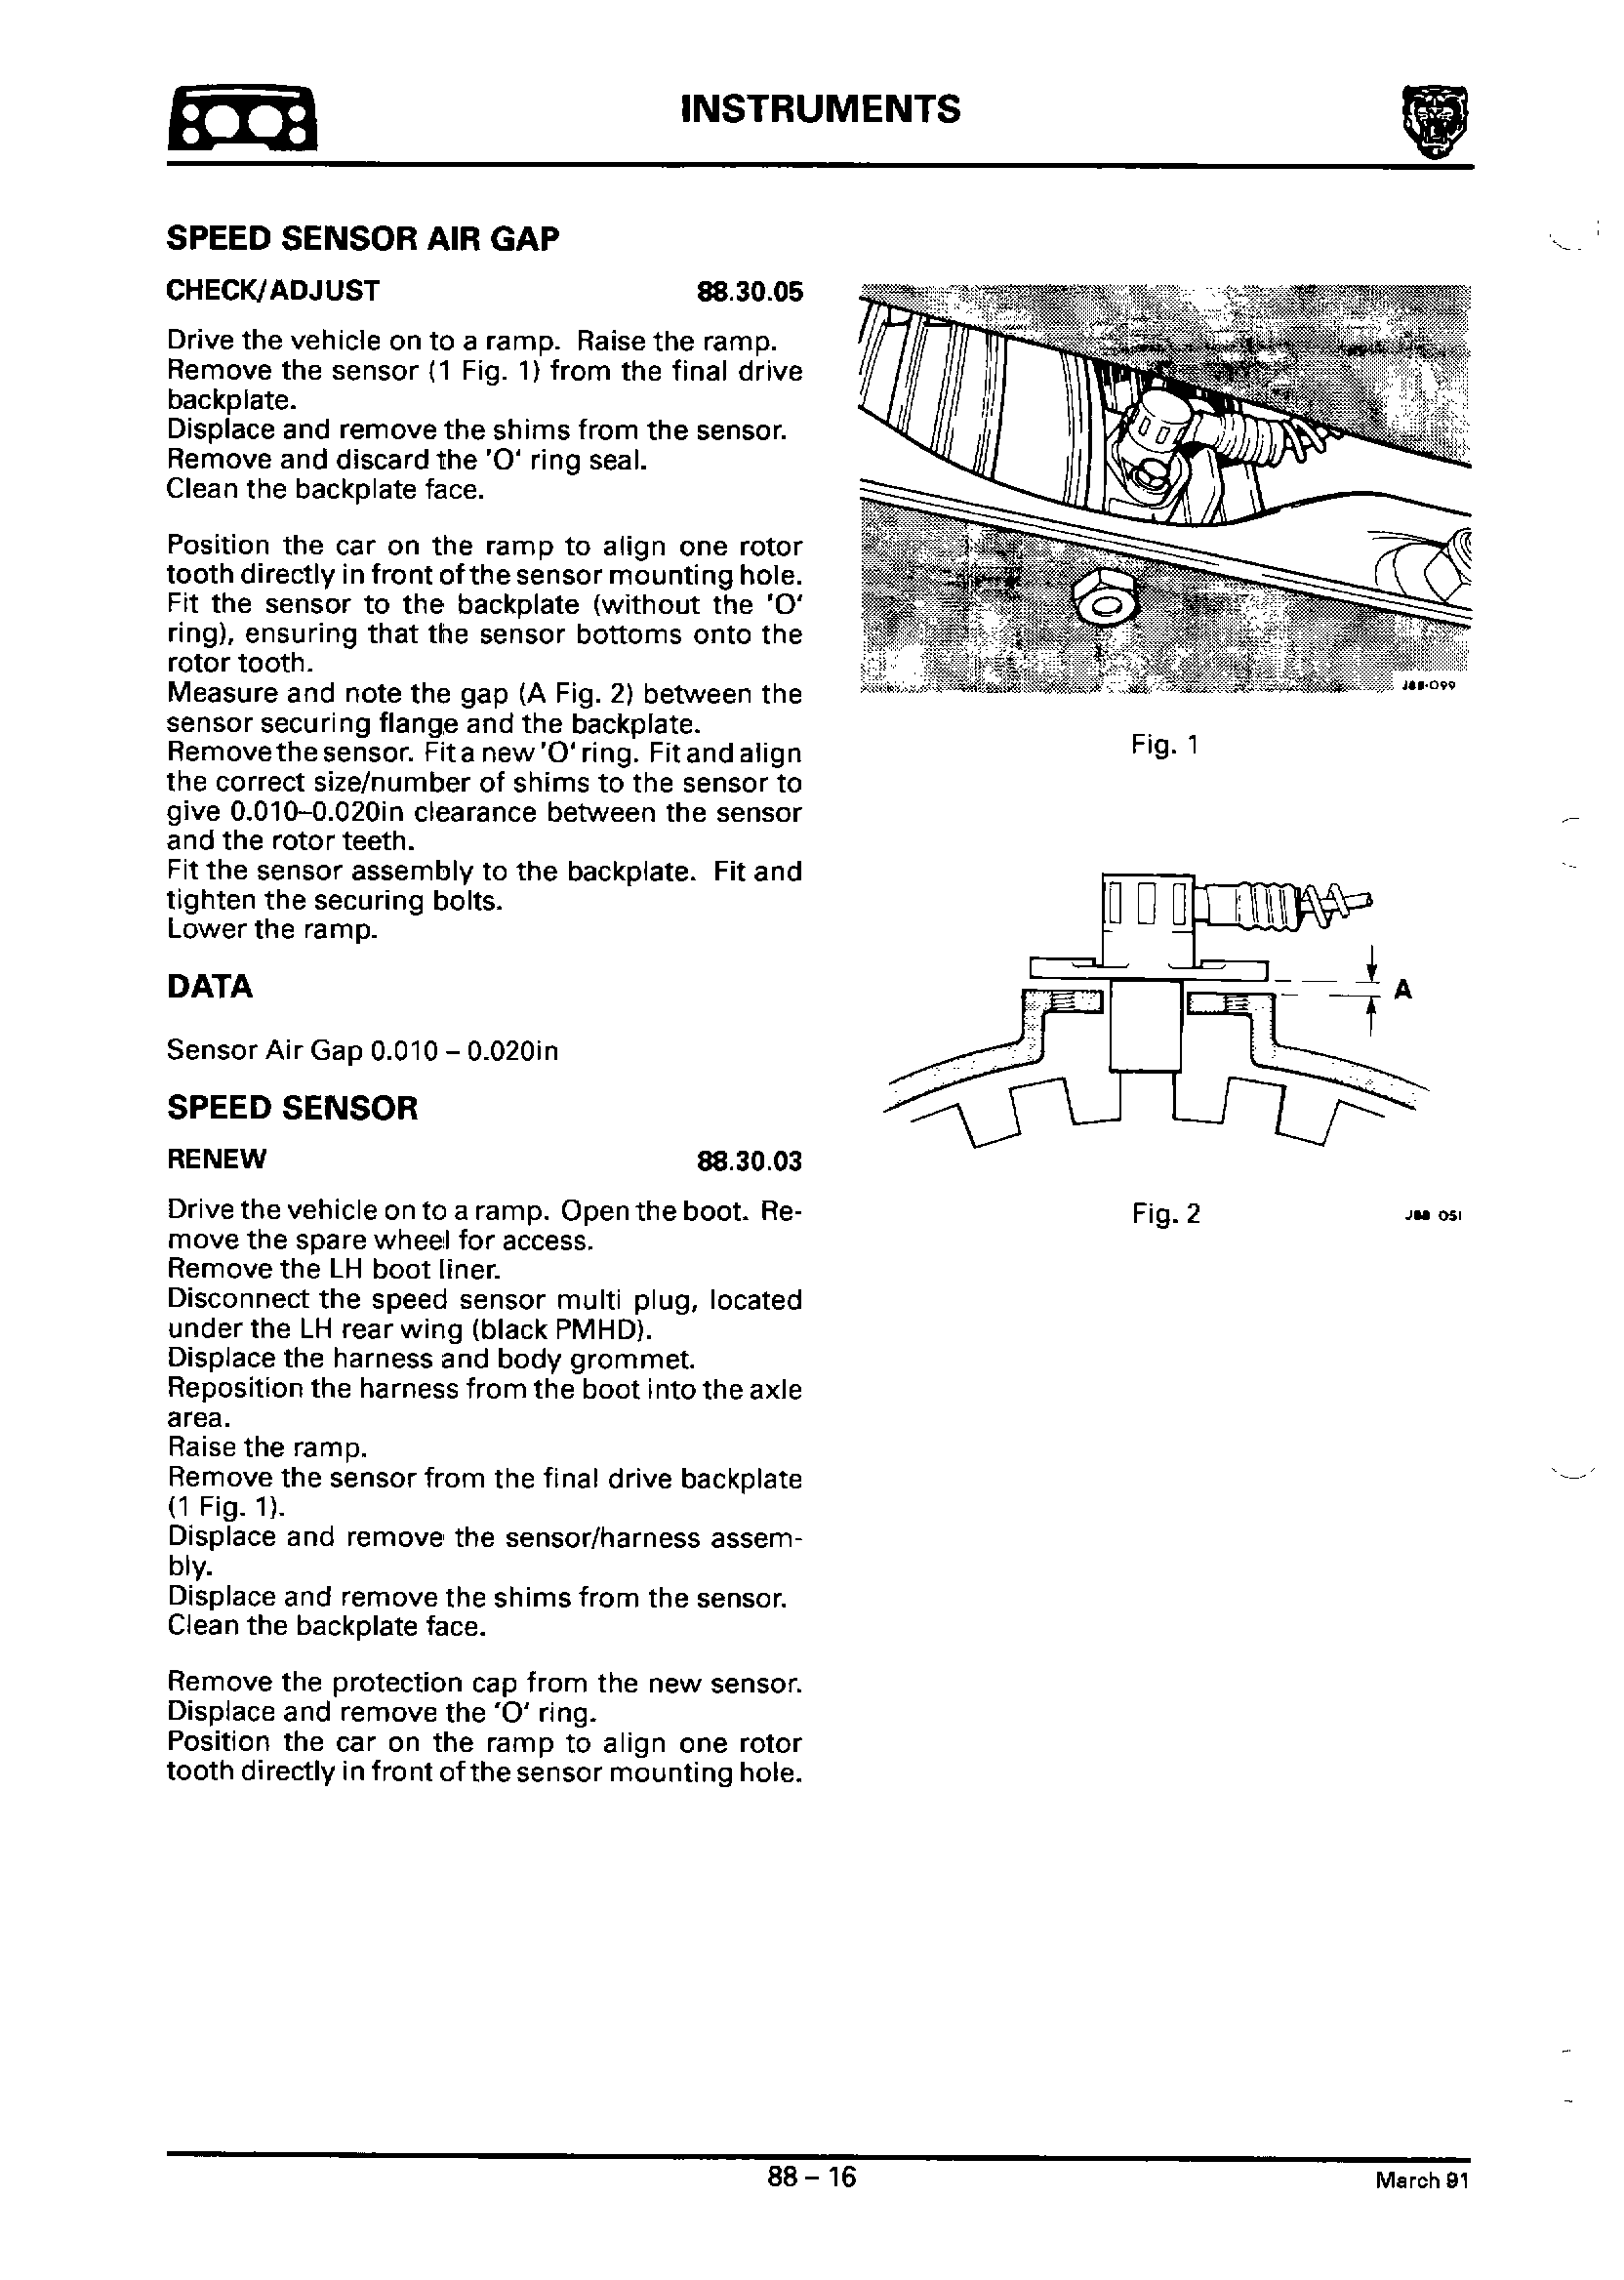 INSTRUMENTS
SPEED SENSOR AIR GAP
CHECK/ADJUST 88.30.05
Drive the vehicle on to a ramp. Raise the ramp.
Remove the sensor (1 Fig. 1) from the final drive
backplate.
Displace and remove the shims from the sensor.
Remove and discard the 'O' ring seal.
Clean the backplate face.
Position the car on the ramp to align one rotor
tooth directly in front of the sensor mounting hole.
Fit the sensor to the backplate (without the 'O'
ring), ensuring that the sensor bottoms onto the
rotor tooth.
Measure and note the gap (A Fig. 2) between the
sensor securing flange and the backplate.
Remove the sensor. Fit a new 'O' ring. Fit and align
the correct size/number of shims to the sensor to
give 0.010–0.020in clearance between the sensor
and the rotor teeth.
Fit the sensor assembly to the backplate. Fit and
tighten the securing bolts.
Lower the ramp.
DATA
Sensor Air Gap 0.010 – 0.020in
SPEED SENSOR
RENEW 88.30.03
Drive the vehicle on to a ramp. Open the boot. Re-
move the spare wheel for access.
Remove the LH boot liner.
Disconnect the speed sensor multi plug, located
under the LH rear wing (black PMHD).
Displace the harness and body grommet.
Reposition the harness from the boot into the axle
area.
Raise the ramp.
Remove the sensor from the final drive backplate
(1 Fig. 1).
Displace and remove the sensor/harness assem-
bly.
Displace and remove the shims from the sensor.
Clean the backplate face.
Remove the protection cap from the new sensor.
Displace and remove the 'O' ring.
Position the car on the ramp to align one rotor
tooth directly in front of the sensor mounting hole.
J88-099
Fig. 1
A
Fig. 2
J88 051
88 – 16
March 91